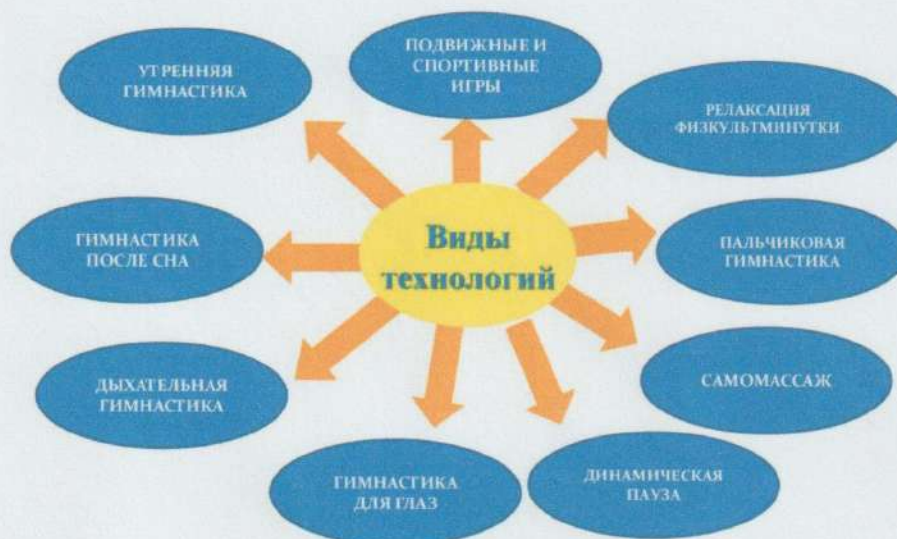 УТРЕННЯЯ
ГИМНАСТИКА
ПОДВИЖНЫЕ И
СПОРТИВНЫЕ
ИГРЫ
РЕЛАКСАЦИЯ
ФИЗКУЛЬТМИНУТКИ
ГИМНАСТИКА
ПОСЛЕ СНА
Виды
технологий
ПАЛЬЧИКОВАЯ
ГИМНАСТИКА
ДЫХАТЕЛЬНАЯ
ГИМНАСТИКА
САМОМАССАЖ
ГИМНАСТИКА
ДЛЯ ГЛАЗ
ДИНАМИЧЕСКАЯ
ПАУЗА